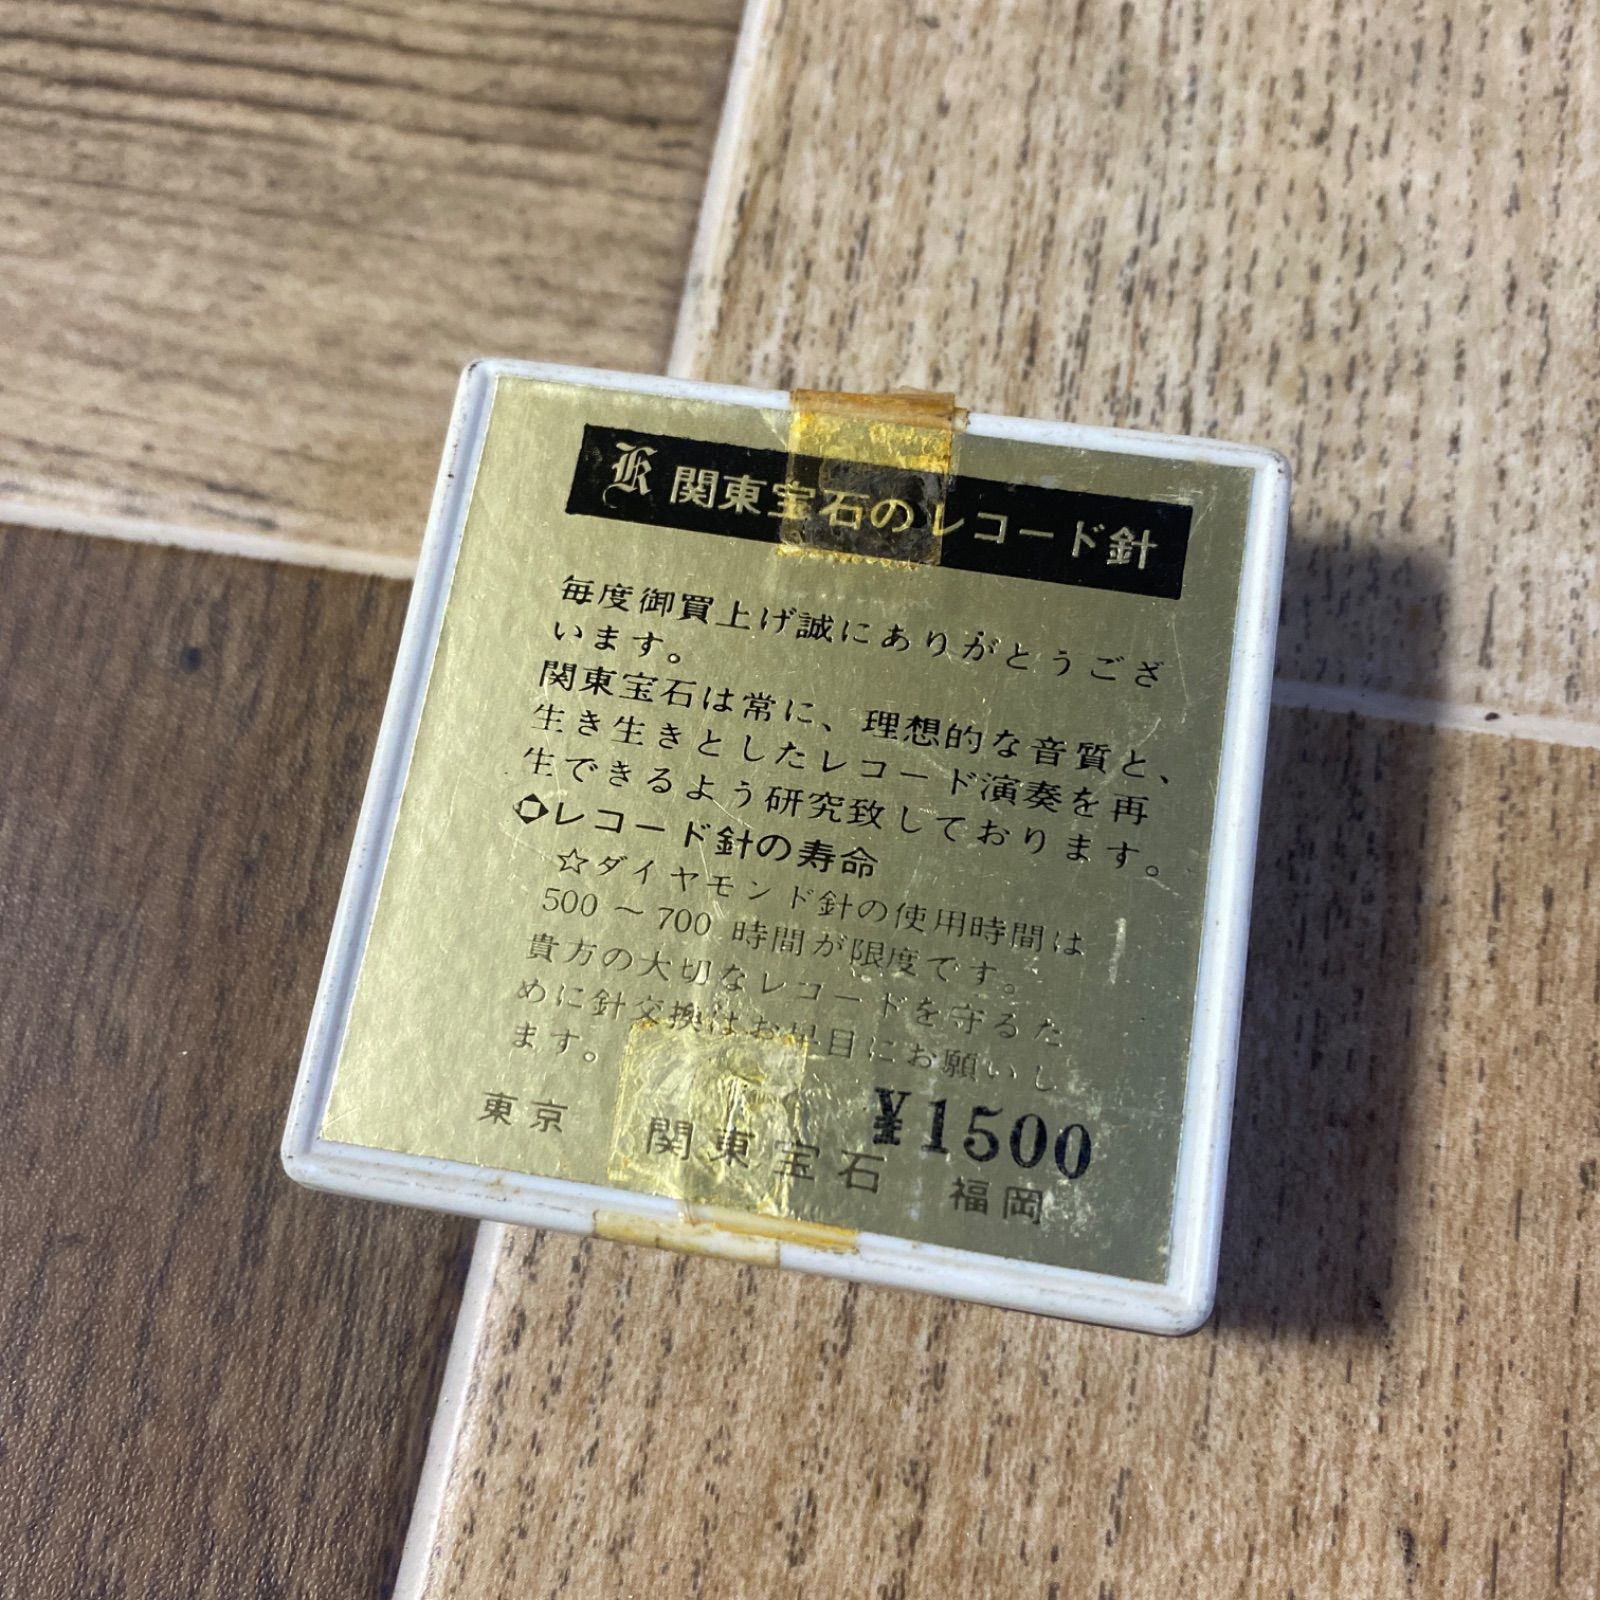 K 関東宝石のレコード針
毎度御買上げ誠にありがとうござ
います。
関東宝石は常に、理想的な音質と、
生き生きとしたレコード演奏を再
生できるよう研究致しております。
レコード針の寿命
☆ダイヤモンド針の使用時間は
500～700 時間が限度です。
貴方の大切なレコードを守るた
めに針交換はお早目にお願いし
ます。
¥1500
東京 関東宝石 福岡